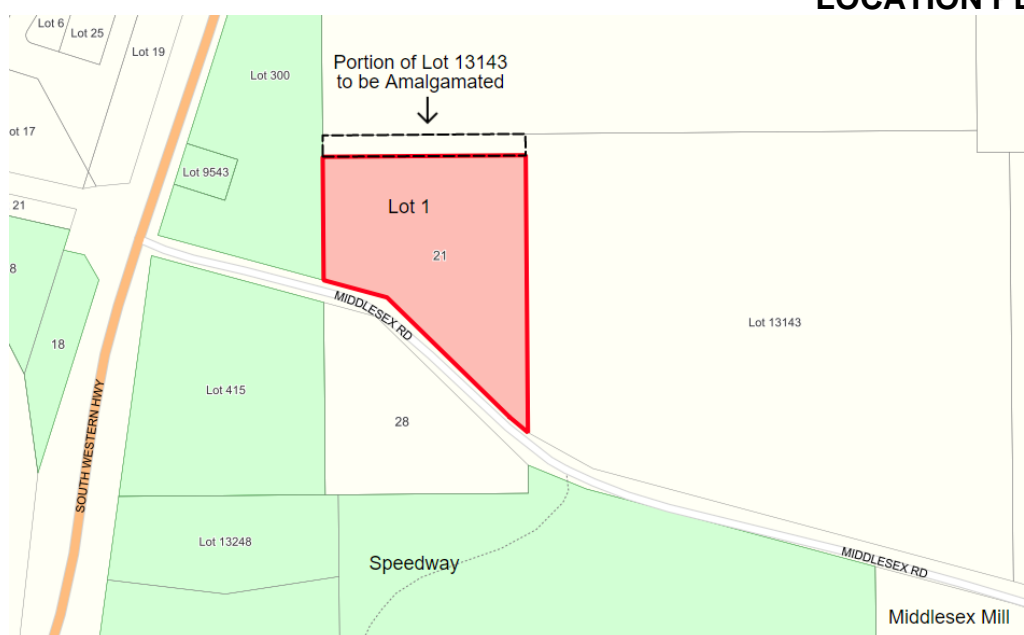 Lot 6
Lot 25
Lot 19
Lot 300
Portion of Lot 13143
to be Amalgamated
17
Lot 9543
21
Lot 1
21
8
MIDDLESEX RD
Lot 13143
18
Lot 415
28
SOUTH WESTERN HWY
Lot 13248
Speedway
MIDDLESEX RD
Middlesex Mill